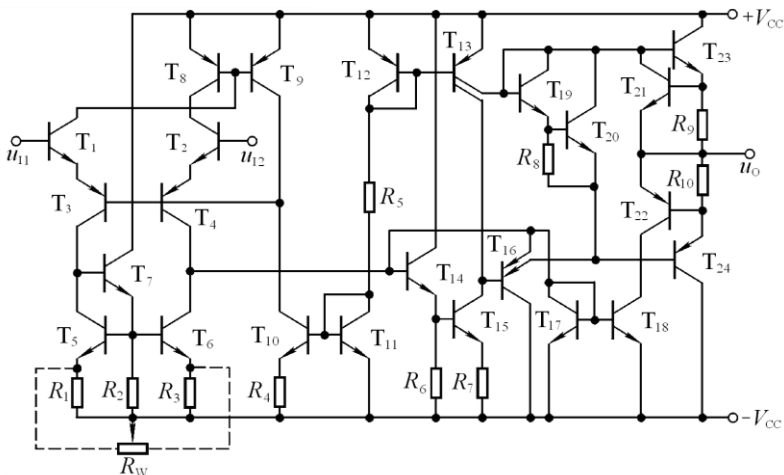 +V_CC
T_8
T_9
T_12
T_13
T_23
T_19
T_21
T_1
T_2
T_20
R_9
u_11
u_12
R_8
u_O
R_5
R_10
T_3
T_4
T_22
T_16
T_7
T_14
T_24
T_5
T_6
T_10
T_11
T_15
T_17
T_18
R_1
R_2
R_3
R_4
R_6
R_7
−V_CC
R_W